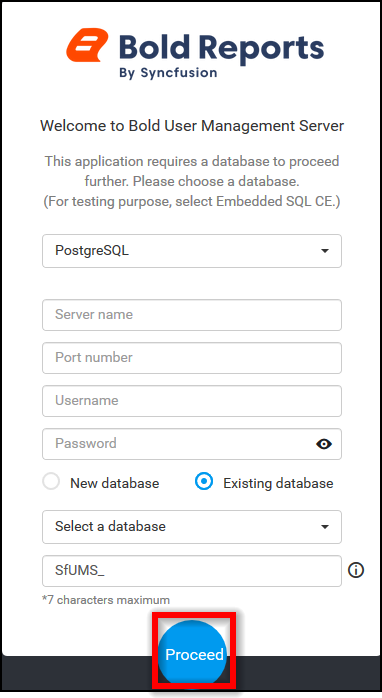 Bold Reports
By Syncfusion
Welcome to Bold User Management Server
This application requires a database to proceed
further. Please choose a database.
(For testing purpose, select Embedded SQL CE.)
PostgreSQL
Server name
Port number
Username
Password
New database Existing database
Select a database
SfUMS_
*7 characters maximum
Proceed